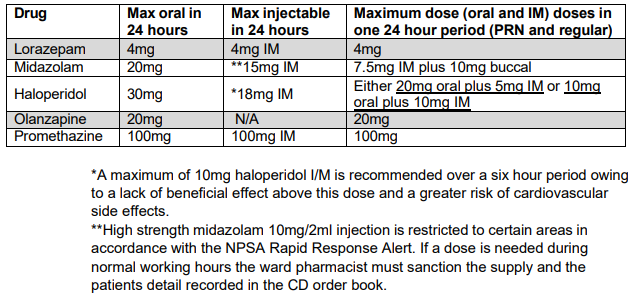 Drug Max oral in 24 hours Max injectable in 24 hours Maximum dose (oral and IM) doses in one 24 hour period (PRN and regular)
Lorazepam 4mg 4mg IM 4mg
Midazolam 20mg **15mg IM 7.5mg IM plus 10mg buccal
Haloperidol 30mg *18mg IM Either 20mg oral plus 5mg IM or 10mg oral plus 10mg IM
Olanzapine 20mg N/A 20mg
Promethazine 100mg 100mg IM 100mg
*A maximum of 10mg haloperidol I/M is recommended over a six hour period owing
to a lack of beneficial effect above this dose and a greater risk of cardiovascular
side effects.
**High strength midazolam 10mg/2ml injection is restricted to certain areas in
accordance with the NPSA Rapid Response Alert. If a dose is needed during
normal working hours the ward pharmacist must sanction the supply and the
patients detail recorded in the CD order book.